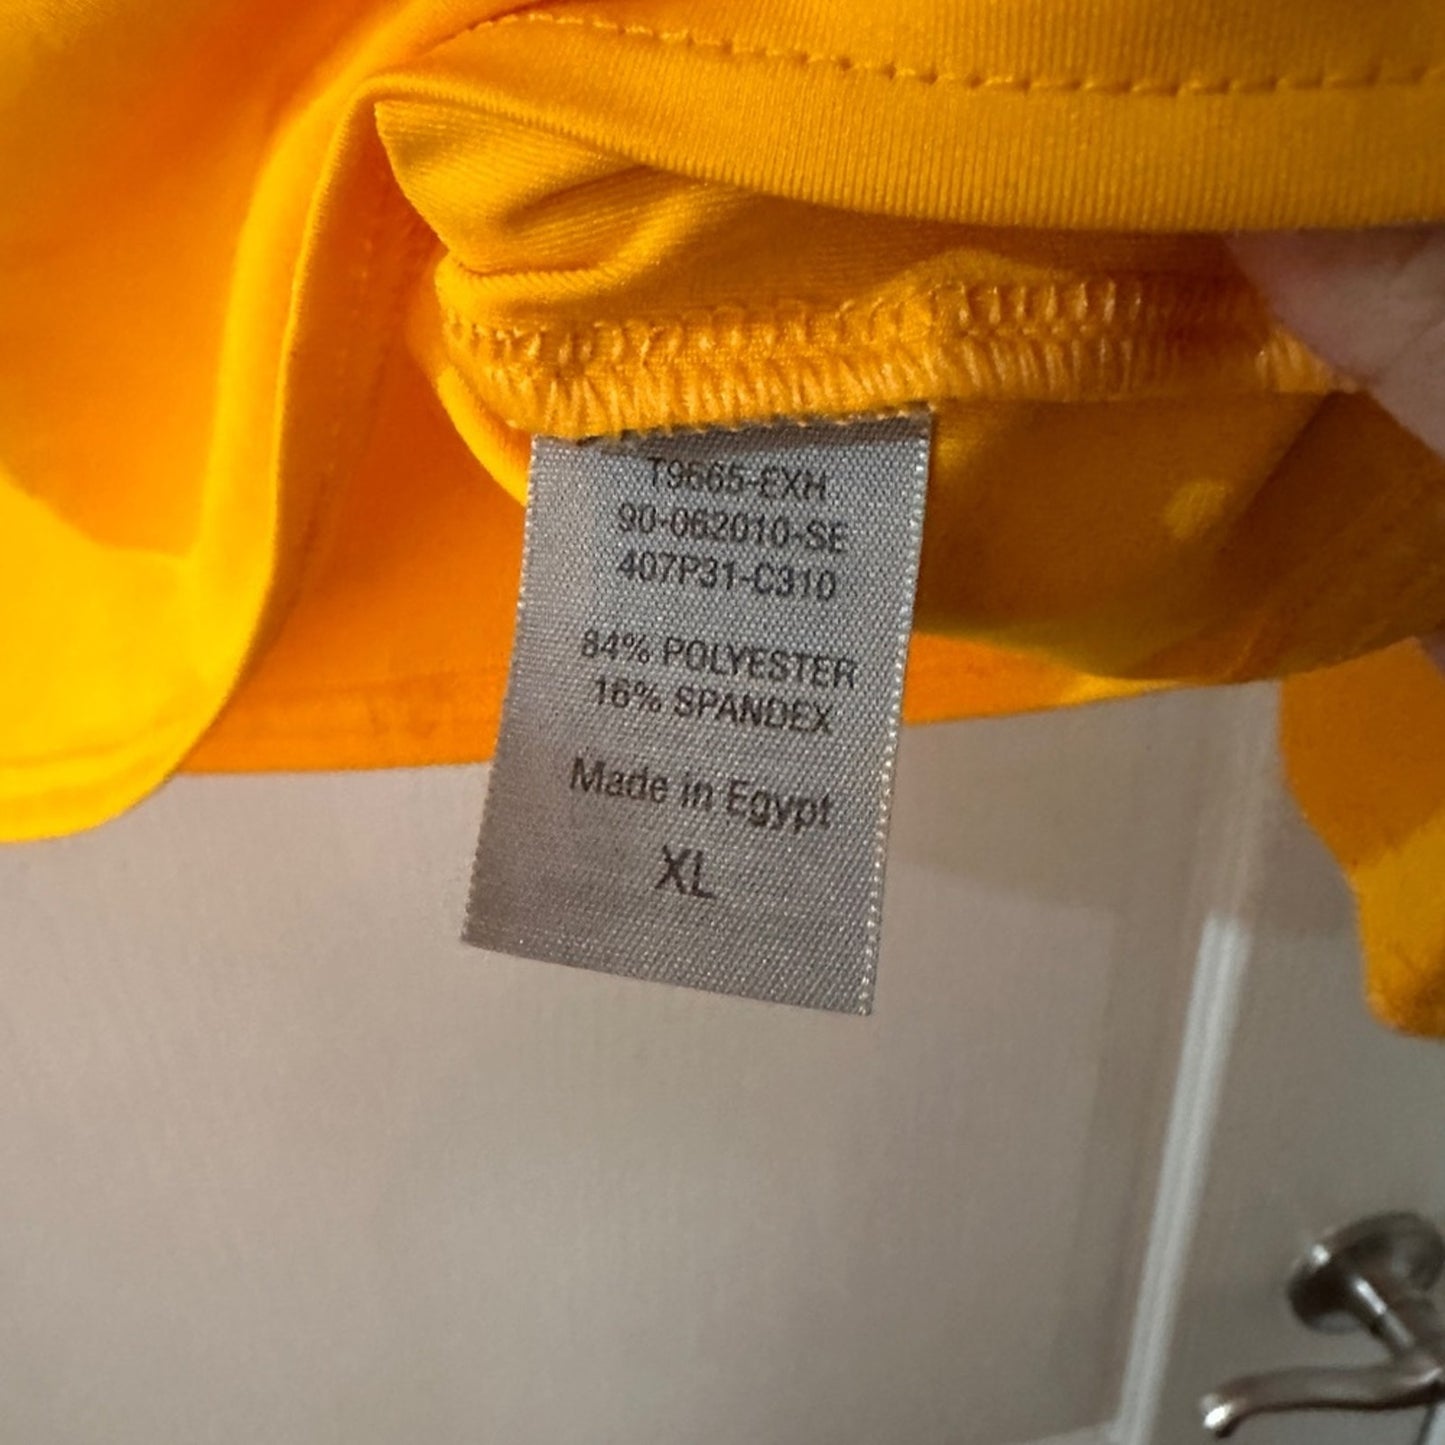 T9565-EXH
90-062010-SE
407P31-C310
84% POLYESTER
16% SPANDEX
Made in Egypt
XL